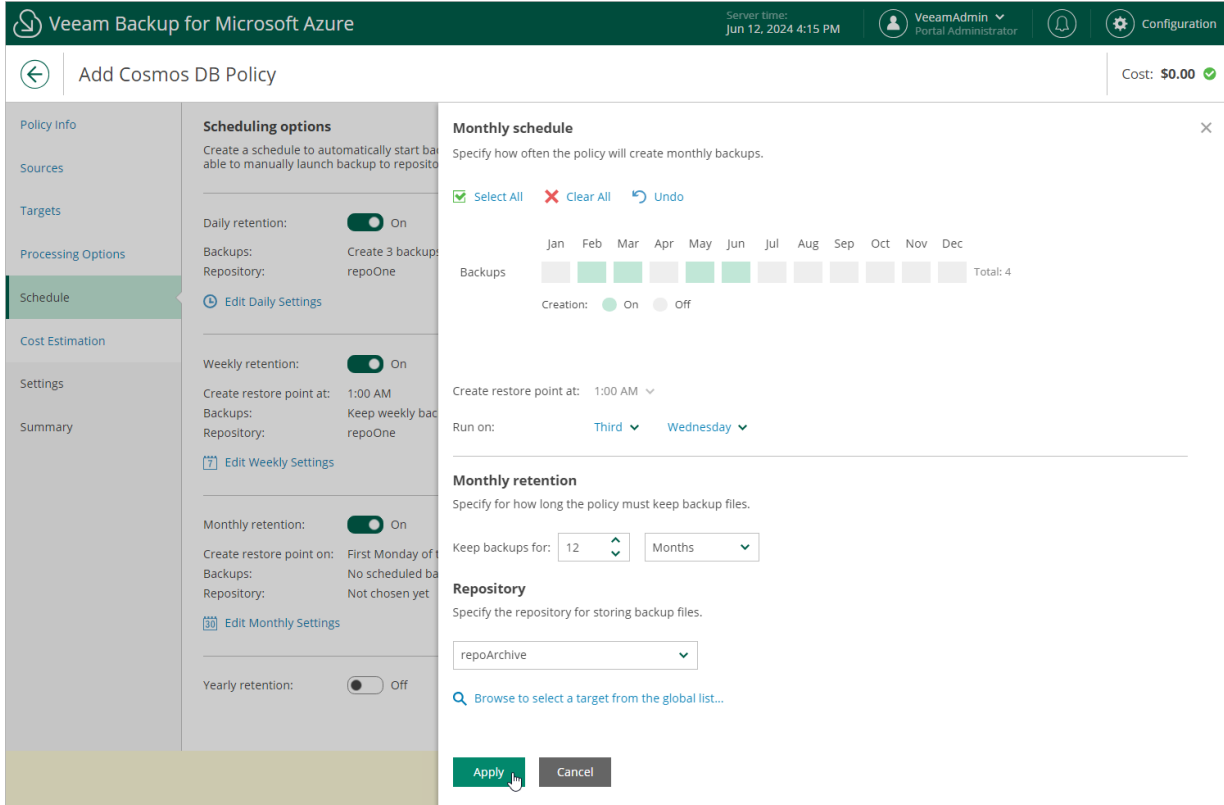 Veeam Backup for Microsoft Azure
Server time:
Jun 12, 2024 4:15 PM
VeeamAdmin
Portal Administrator
Configuration
Add Cosmos DB Policy
Cost: $0.00
Policy Info
Sources
Targets
Processing Options
Schedule
Cost Estimation
Settings
Summary
Scheduling options
Create a schedule to automatically start ba
able to manually launch backup to reposito
Daily retention: On
Backups: Create 3 backups
Repository: repoOne
Edit Daily Settings
Weekly retention: On
Create restore point at: 1:00 AM
Backups: Keep weekly bac
Repository: repoOne
7 Edit Weekly Settings
Monthly retention: On
Create restore point on: First Monday of t
Backups: No scheduled ba
Repository: Not chosen yet
30 Edit Monthly Settings
Yearly retention: Off
Monthly schedule
Specify how often the policy will create monthly backups.
Select All Clear All Undo
Jan Feb Mar Apr May Jun Jul Aug Sep Oct Nov Dec
Backups Total: 4
Creation: On Off
Create restore point at: 1:00 AM
Run on: Third Wednesday
Monthly retention
Specify for how long the policy must keep backup files.
Keep backups for: 12 Months
Repository
Specify the repository for storing backup files.
repoArchive
Browse to select a target from the global list...
Apply Cancel